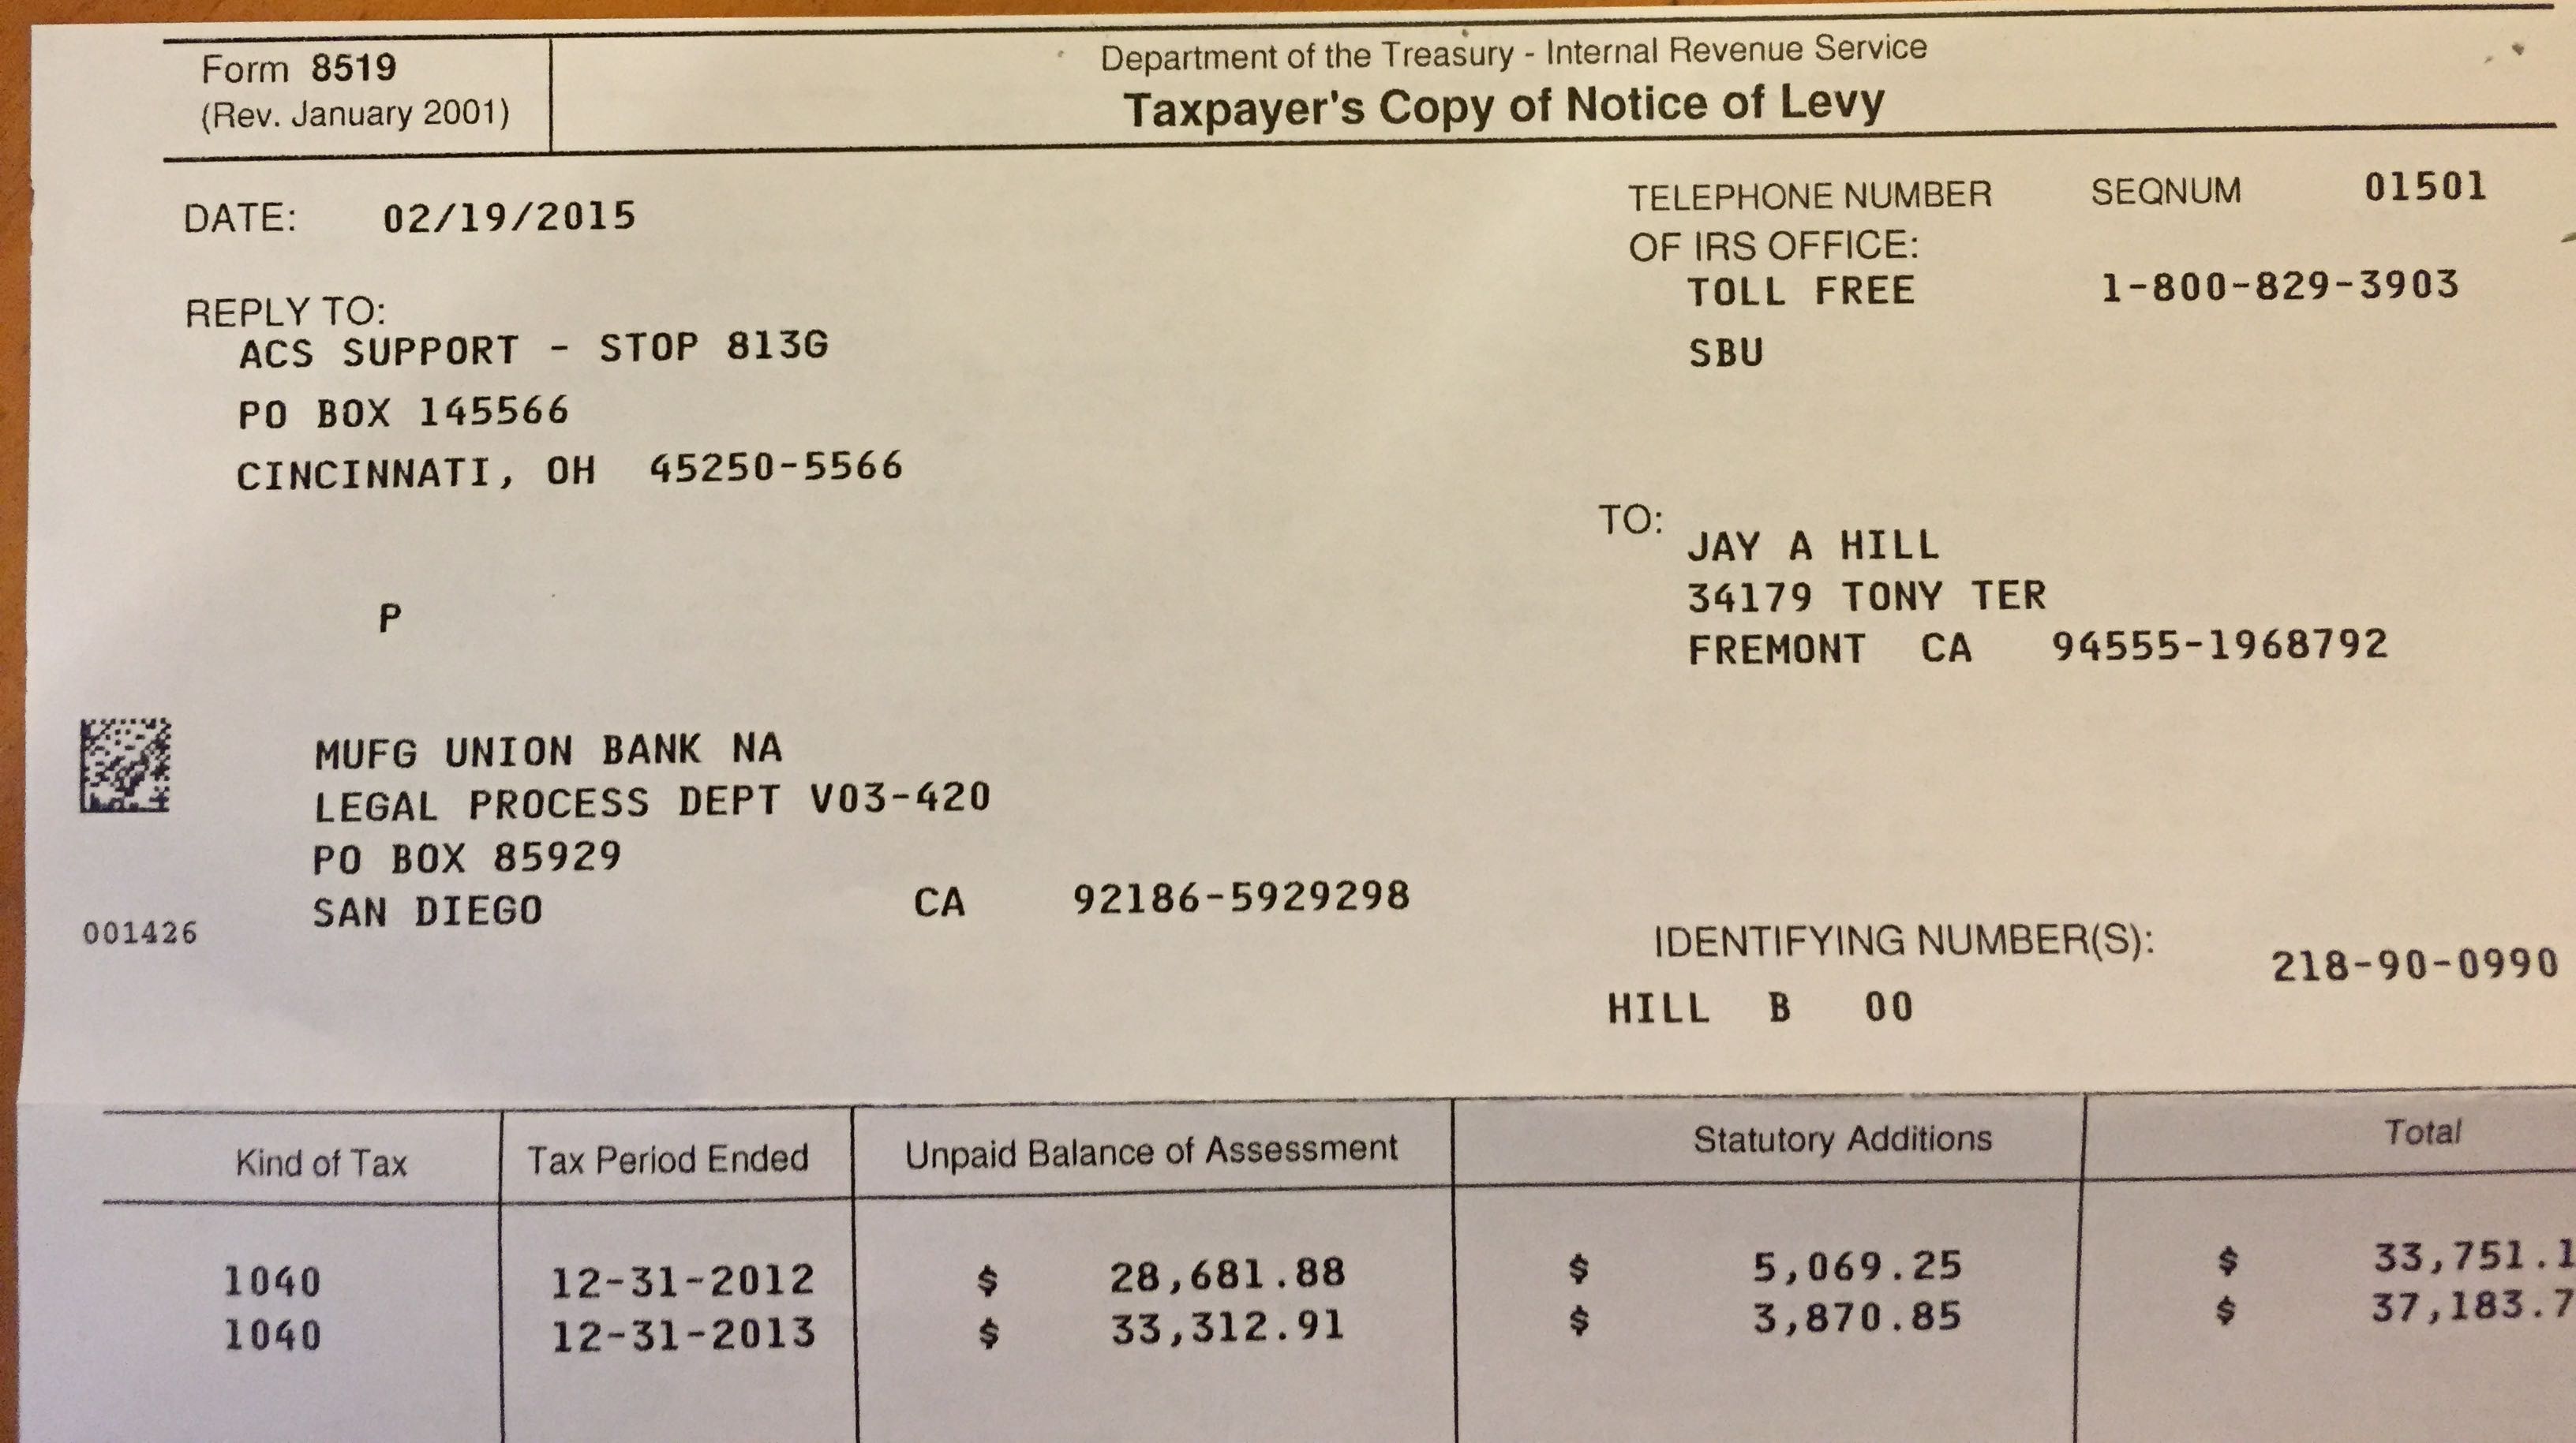 Form 8519
(Rev. January 2001)
Department of the Treasury - Internal Revenue Service
Taxpayer's Copy of Notice of Levy
DATE: 02/19/2015
REPLY TO:
ACS SUPPORT - STOP 813G
PO BOX 145566
CINCINNATI, OH 45250-5566
TELEPHONE NUMBER SEQNUM 01501
OF IRS OFFICE:
TOLL FREE 1-800-829-3903
SBU
TO:
JAY A HILL
34179 TONY TER
FREMONT CA 94555-1968792
P
MUFG UNION BANK NA
LEGAL PROCESS DEPT V03-420
PO BOX 85929
SAN DIEGO CA 92186-5929298
001426
IDENTIFYING NUMBER(S): 218-90-0990
HILL B 00
Kind of Tax Tax Period Ended Unpaid Balance of Assessment Statutory Additions Total
1040 12-31-2012 $ 28,681.88 $ 5,069.25 $ 33,751.1
1040 12-31-2013 $ 33,312.91 $ 3,870.85 $ 37,183.7